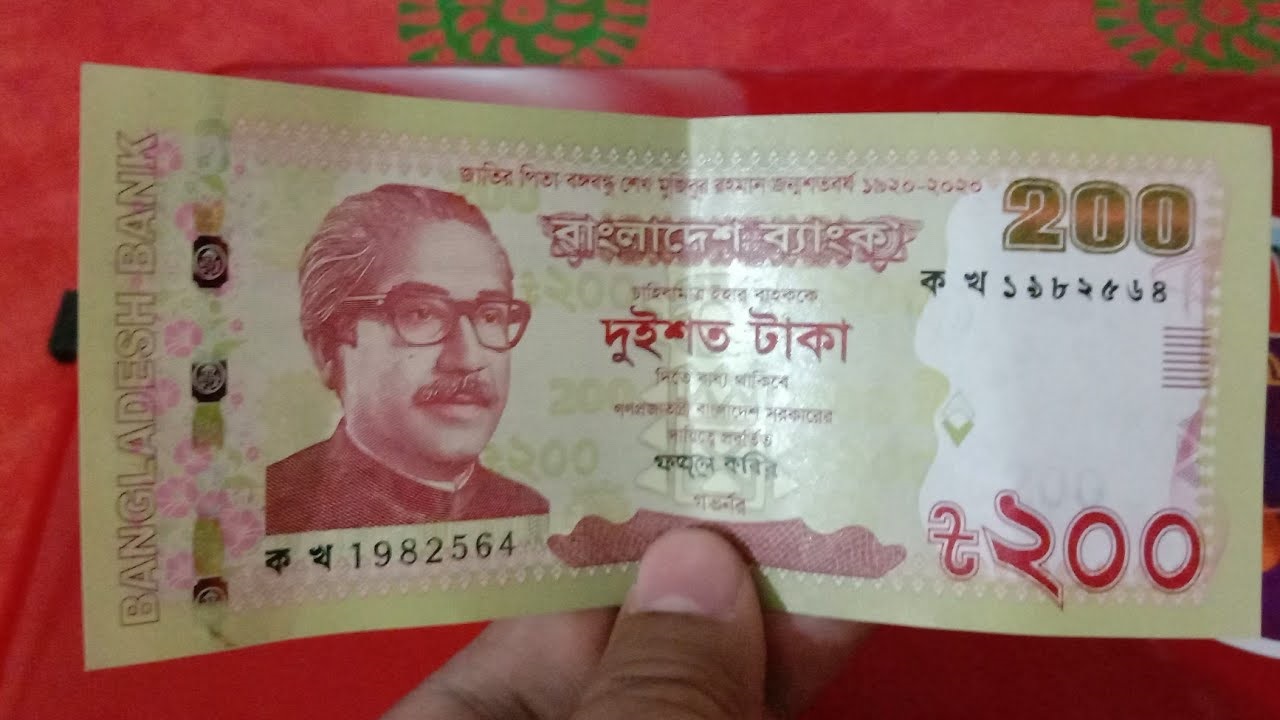 BANGLADESH BANK
জাতির পিতা বঙ্গবন্ধু শেখ মুজিবুর রহমান জন্মশতবর্ষ ১৯২০-২০২০
200
বাংলাদেশ ব্যাংক
ক খ ১৯৮২৫৬৪
চাহিবামাত্র ইহার বাহককে
দুইশত টাকা
দিতে বাধ্য থাকিবে
গণপ্রজাতন্ত্রী বাংলাদেশ সরকারের
দায়িত্বে প্রবর্তিত
ফজলে কবির
গভর্নর
ক খ 1982564
৳২০০